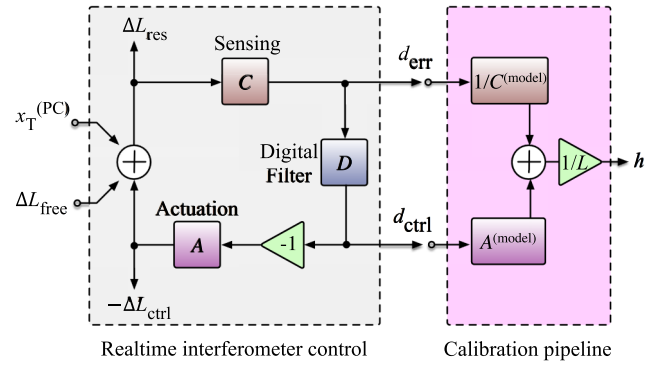 ΔL_res
Sensing
C
d_err
1/C^(model)
x_T^(PC)
Digital
Filter
D
1/L
h
ΔL_free
Actuation
A
-1
d_ctrl
A^(model)
−ΔL_ctrl
Realtime interferometer control
Calibration pipeline